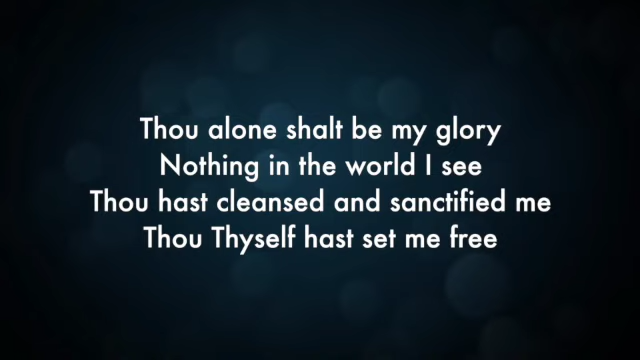 Thou alone shalt be my glory
Nothing in the world I see
Thou hast cleansed and sanctified me
Thou Thyself hast set me free